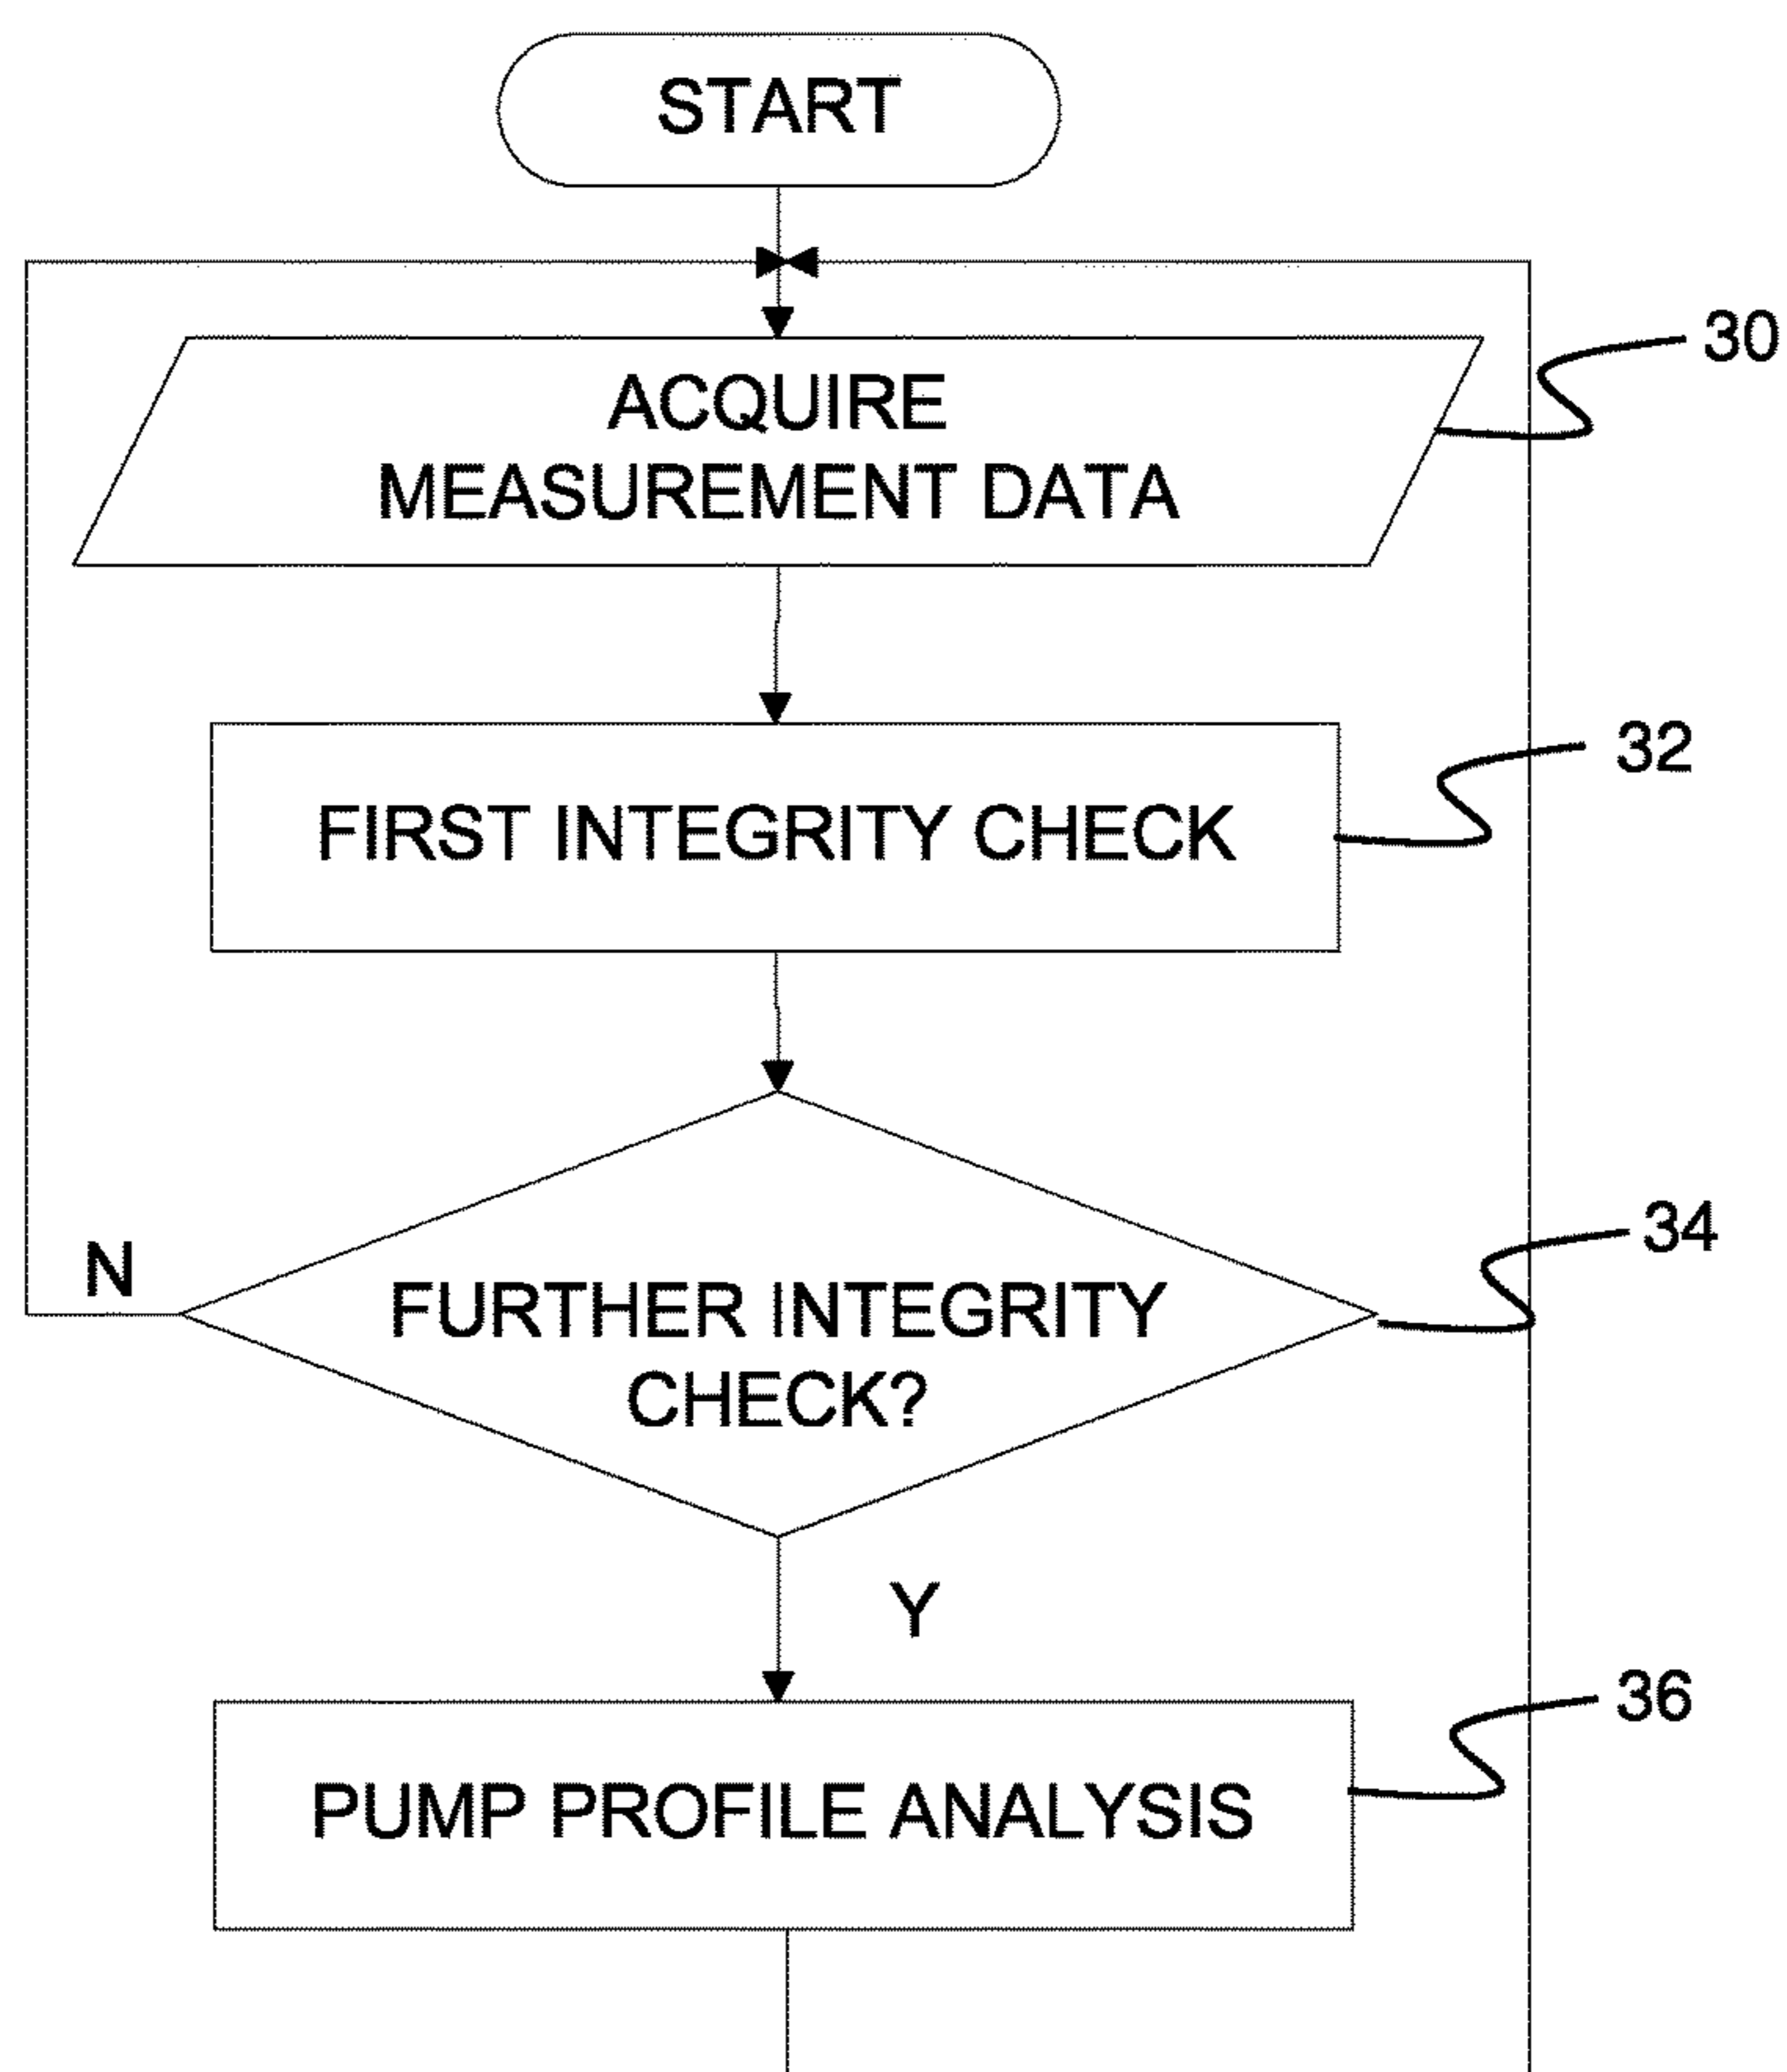 START
30
ACQUIRE
MEASUREMENT DATA
32
FIRST INTEGRITY CHECK
34
N
FURTHER INTEGRITY
CHECK?
Y
36
PUMP PROFILE ANALYSIS